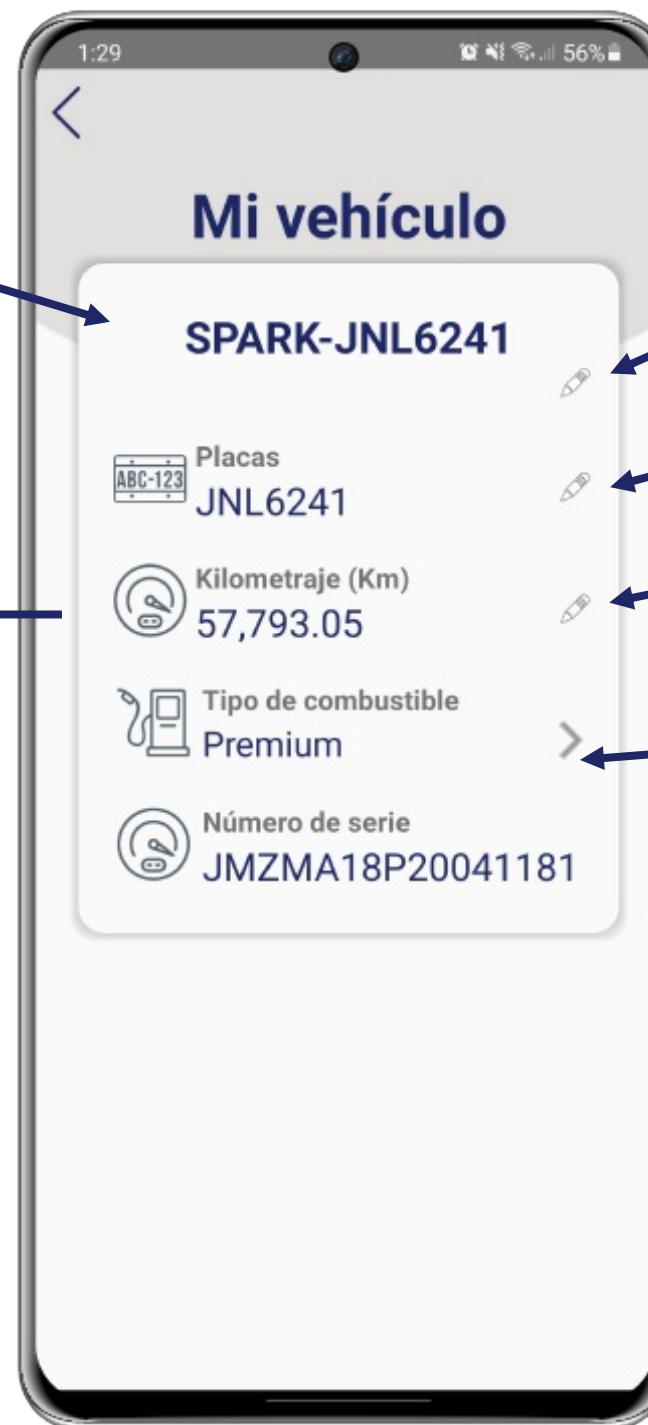 1:29
56%
Mi vehículo
SPARK-JNL6241
ABC-123
Placas
JNL6241
Kilometraje (Km)
57,793.05
Tipo de combustible
Premium
Número de serie
JMZMA18P20041181